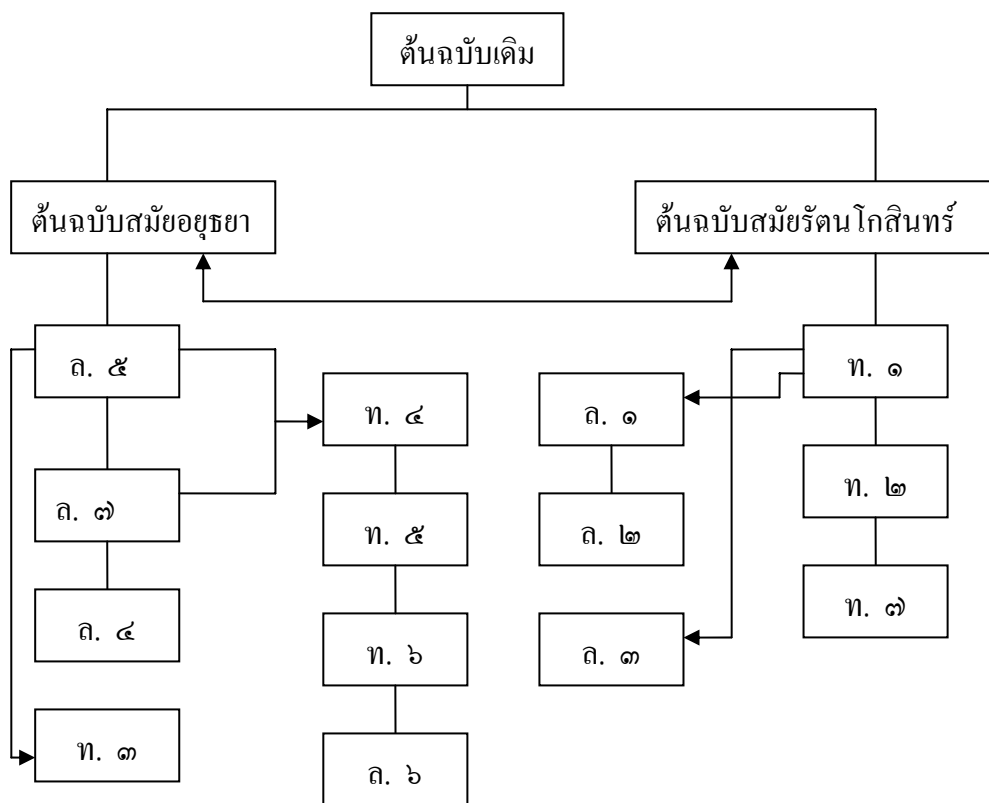 ต้นฉบับเดิม
ต้นฉบับสมัยอยุธยา
ต้นฉบับสมัยรัตนโกสินทร์
ล. ๕
ท. ๑
ท. ๔
ล. ๑
ล. ๗
ท. ๒
ท. ๕
ล. ๒
ล. ๔
ท. ๗
ท. ๖
ล. ๓
ท. ๓
ล. ๖